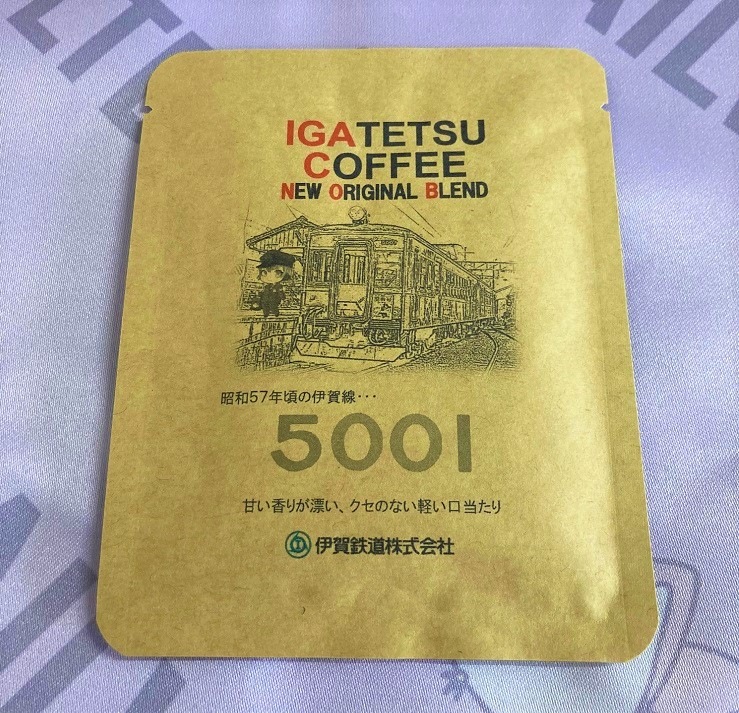 IGATETSU
COFFEE
NEW ORIGINAL BLEND
昭和57年頃の伊賀線・・・
5001
甘い香りが漂い、クセのない軽い口当たり
伊賀鉄道株式会社